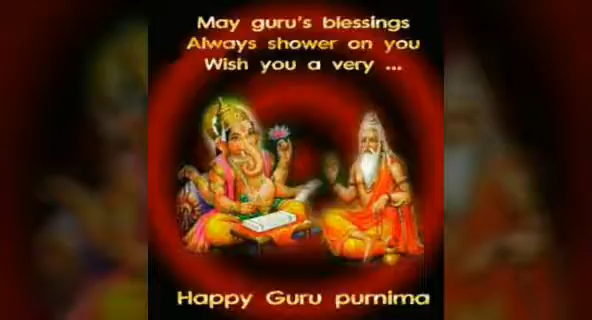 May guru's blessings
Always shower on you
Wish you a very ...
Happy Guru purnima